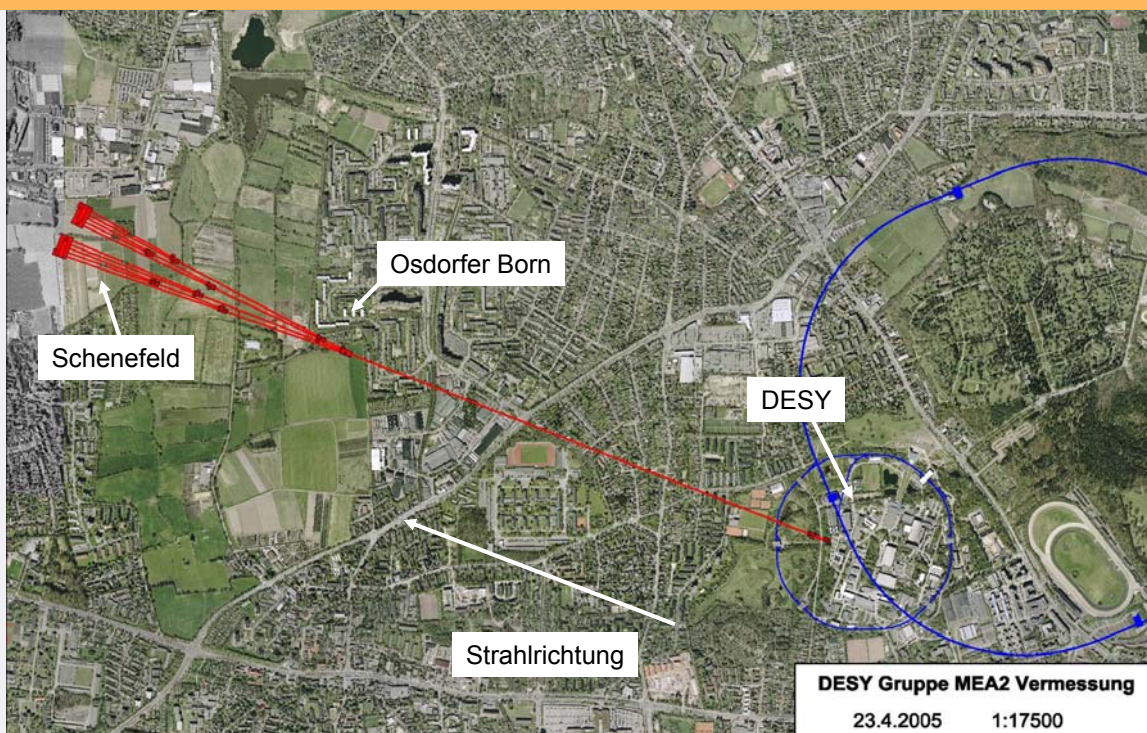 Osdorfer Born
Schenefeld
DESY
Strahlrichtung
DESY Gruppe MEA2 Vermessung
23.4.2005 1:17500